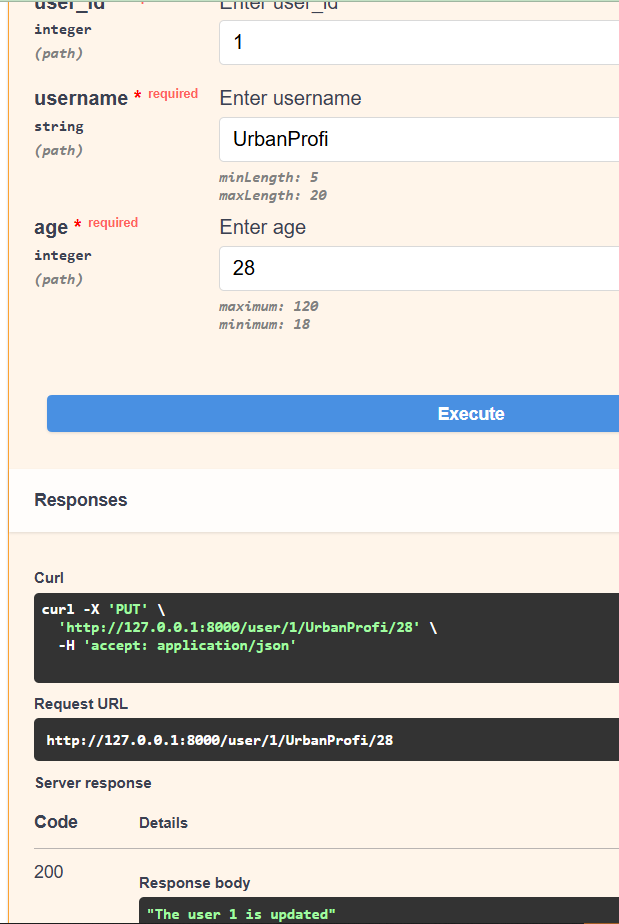 user_id *
Enter user_id
integer
1
(path)
username * required
Enter username
string
UrbanProfi
(path)
minLength: 5
maxLength: 20
age * required
Enter age
integer
28
(path)
maximum: 120
minimum: 18
Execute
Responses
Curl
curl -X 'PUT' \
'http://127.0.0.1:8000/user/1/UrbanProfi/28' \
-H 'accept: application/json'
Request URL
http://127.0.0.1:8000/user/1/UrbanProfi/28
Server response
Code
Details
200
Response body
"The user 1 is updated"